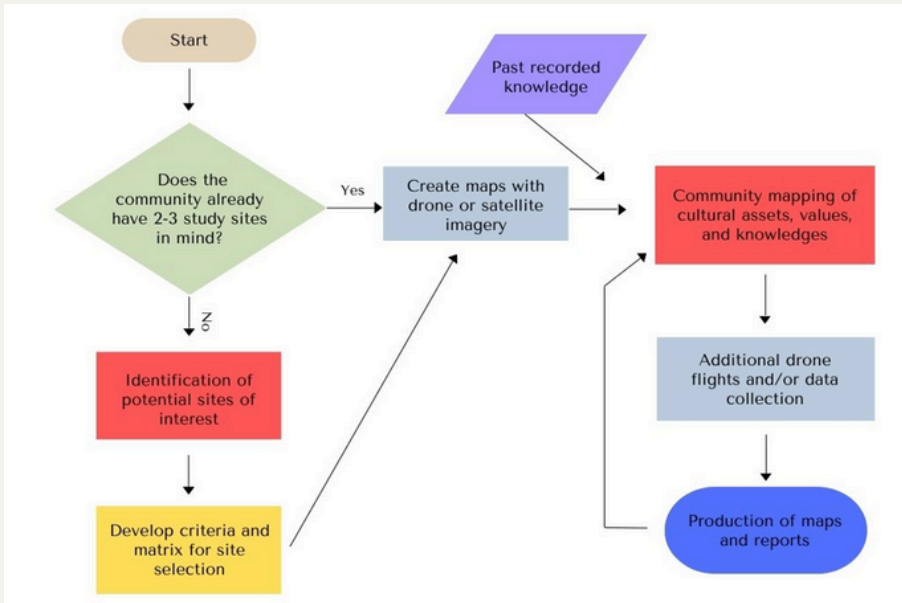 Start
Past recorded
knowledge
Does the
community already
have 2-3 study sites
in mind?
Yes
Create maps with
drone or satellite
imagery
Community mapping of
cultural assets, values,
and knowledges
No
Identification of
potential sites of
interest
Additional drone
flights and/or data
collection
Develop criteria and
matrix for site
selection
Production of maps
and reports